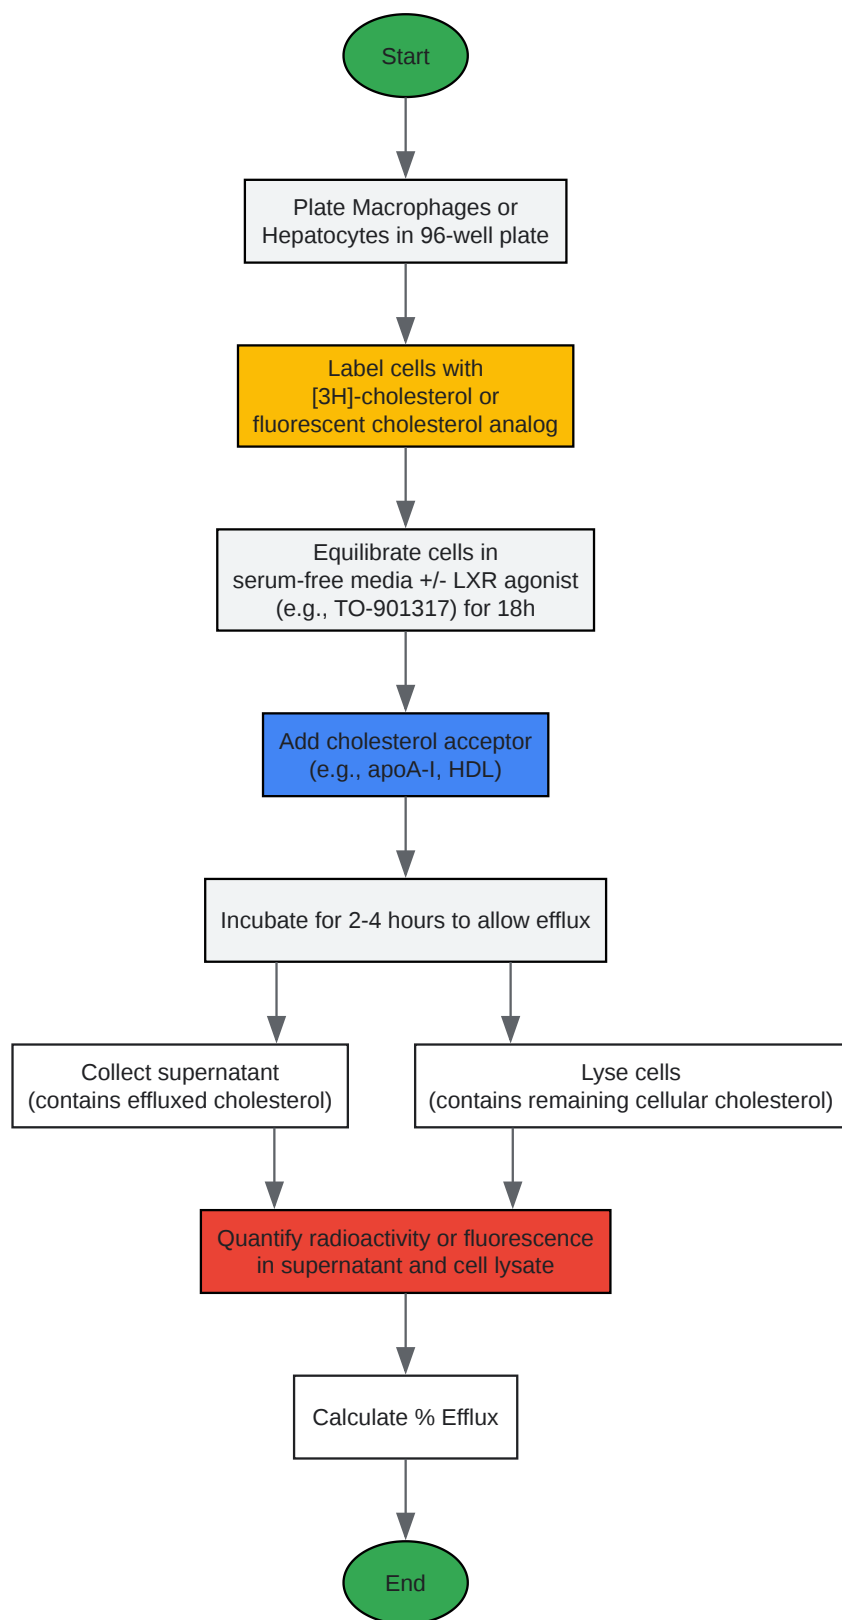 Start
Plate Macrophages or
Hepatocytes in 96-well plate
Label cells with
[3H]-cholesterol or
fluorescent cholesterol analog
Equilibrate cells in
serum-free media +/- LXR agonist
(e.g., TO-901317) for 18h
Add cholesterol acceptor
(e.g., apoA-I, HDL)
Incubate for 2-4 hours to allow efflux
Collect supernatant
(contains effluxed cholesterol)
Lyse cells
(contains remaining cellular cholesterol)
Quantify radioactivity or fluorescence
in supernatant and cell lysate
Calculate % Efflux
End